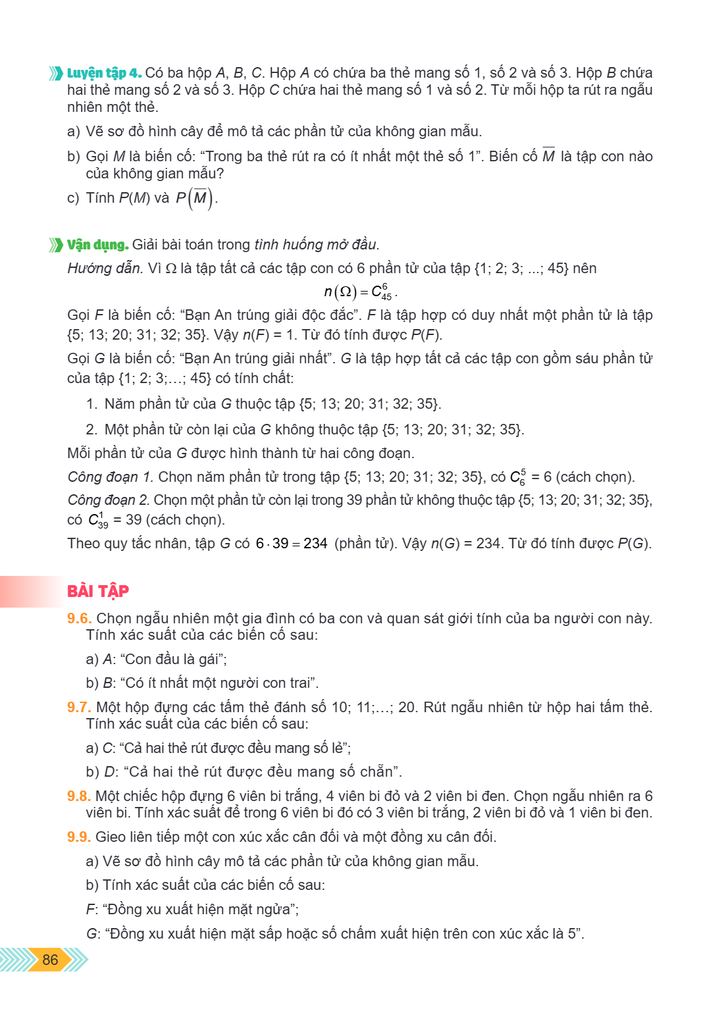 Luyện tập 4. Có ba hộp A, B, C. Hộp A có chứa ba thẻ mang số 1, số 2 và số 3. Hộp B chứa
hai thẻ mang số 2 và số 3. Hộp C chứa hai thẻ mang số 1 và số 2. Từ mỗi hộp ta rút ra ngẫu
nhiên một thẻ.
a) Vẽ sơ đồ hình cây để mô tả các phần tử của không gian mẫu.
b) Gọi M là biến cố: “Trong ba thẻ rút ra có ít nhất một thẻ số 1”. Biến cố M̅ là tập con nào
của không gian mẫu?
c) Tính P(M) và P(M̅).
Vận dụng. Giải bài toán trong tình huống mở đầu.
Hướng dẫn. Vì Ω là tập tất cả các tập con có 6 phần tử của tập {1; 2; 3; ...; 45} nên
n(Ω) = C₄₅⁶.
Gọi F là biến cố: “Bạn An trúng giải độc đắc”. F là tập hợp có duy nhất một phần tử là tập
{5; 13; 20; 31; 32; 35}. Vậy n(F) = 1. Từ đó tính được P(F).
Gọi G là biến cố: “Bạn An trúng giải nhất”. G là tập hợp tất cả các tập con gồm sáu phần tử
của tập {1; 2; 3;…; 45} có tính chất:
1. Năm phần tử của G thuộc tập {5; 13; 20; 31; 32; 35}.
2. Một phần tử còn lại của G không thuộc tập {5; 13; 20; 31; 32; 35}.
Mỗi phần tử của G được hình thành từ hai công đoạn.
Công đoạn 1. Chọn năm phần tử trong tập {5; 13; 20; 31; 32; 35}, có C₆⁵ = 6 (cách chọn).
Công đoạn 2. Chọn một phần tử còn lại trong 39 phần tử không thuộc tập {5; 13; 20; 31; 32; 35},
có C₃₉¹ = 39 (cách chọn).
Theo quy tắc nhân, tập G có 6 · 39 = 234 (phần tử). Vậy n(G) = 234. Từ đó tính được P(G).
BÀI TẬP
9.6. Chọn ngẫu nhiên một gia đình có ba con và quan sát giới tính của ba người con này.
Tính xác suất của các biến cố sau:
a) A: “Con đầu là gái”;
b) B: “Có ít nhất một người con trai”.
9.7. Một hộp đựng các tấm thẻ đánh số 10; 11;…; 20. Rút ngẫu nhiên từ hộp hai tấm thẻ.
Tính xác suất của các biến cố sau:
a) C: “Cả hai thẻ rút được đều mang số lẻ”;
b) D: “Cả hai thẻ rút được đều mang số chẵn”.
9.8. Một chiếc hộp đựng 6 viên bi trắng, 4 viên bi đỏ và 2 viên bi đen. Chọn ngẫu nhiên ra 6
viên bi. Tính xác suất để trong 6 viên bi đó có 3 viên bi trắng, 2 viên bi đỏ và 1 viên bi đen.
9.9. Gieo liên tiếp một con xúc xắc cân đối và một đồng xu cân đối.
a) Vẽ sơ đồ hình cây mô tả các phần tử của không gian mẫu.
b) Tính xác suất của các biến cố sau:
F: “Đồng xu xuất hiện mặt ngửa”;
G: “Đồng xu xuất hiện mặt sấp hoặc số chấm xuất hiện trên con xúc xắc là 5”.
86